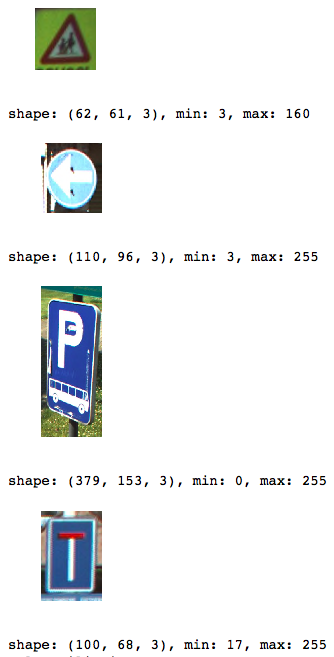 shape: (62, 61, 3), min: 3, max: 160
shape: (110, 96, 3), min: 3, max: 255
P
shape: (379, 153, 3), min: 0, max: 255
shape: (100, 68, 3), min: 17, max: 255